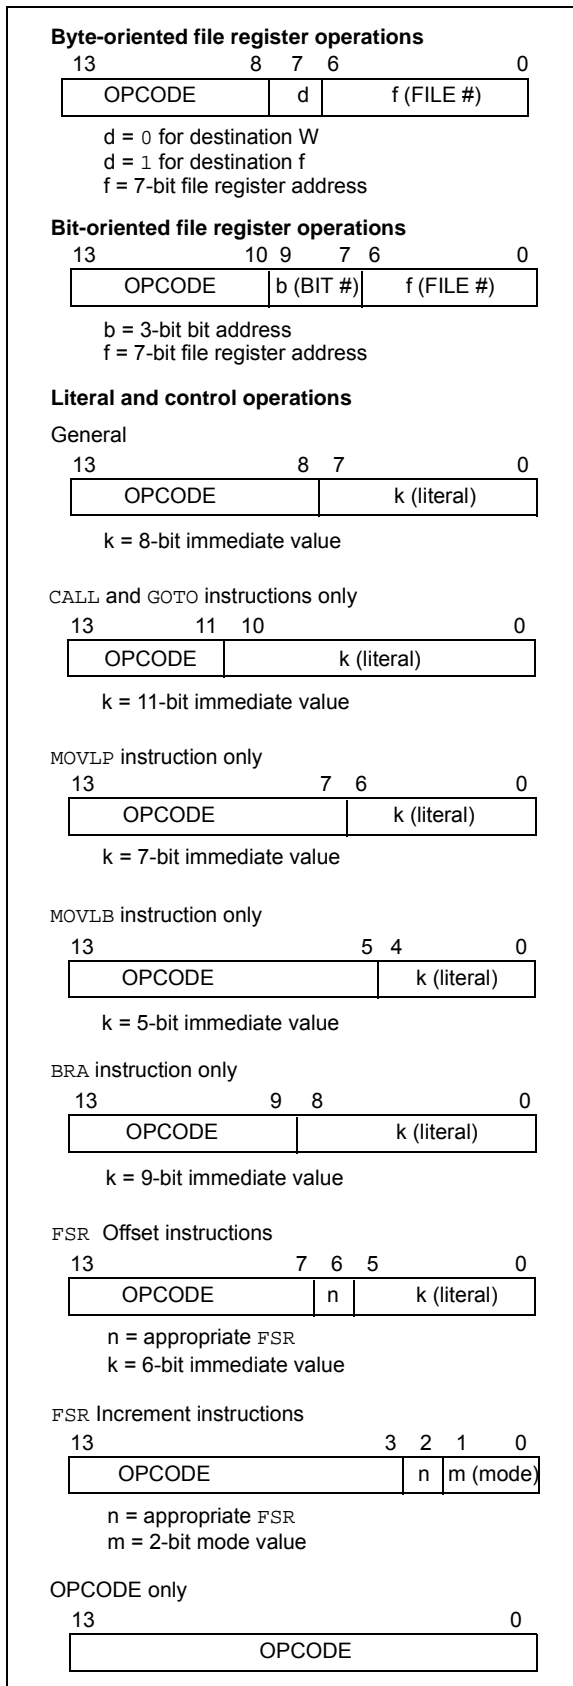 Byte-oriented file register operations
13 8 7 6 0
OPCODE d f (FILE #)
d = 0 for destination W
d = 1 for destination f
f = 7-bit file register address
Bit-oriented file register operations
13 10 9 7 6 0
OPCODE b (BIT #) f (FILE #)
b = 3-bit bit address
f = 7-bit file register address
Literal and control operations
General
13 8 7 0
OPCODE k (literal)
k = 8-bit immediate value
CALL and GOTO instructions only
13 11 10 0
OPCODE k (literal)
k = 11-bit immediate value
MOVLP instruction only
13 7 6 0
OPCODE k (literal)
k = 7-bit immediate value
MOVLB instruction only
13 5 4 0
OPCODE k (literal)
k = 5-bit immediate value
BRA instruction only
13 9 8 0
OPCODE k (literal)
k = 9-bit immediate value
FSR Offset instructions
13 7 6 5 0
OPCODE n k (literal)
n = appropriate FSR
k = 6-bit immediate value
FSR Increment instructions
13 3 2 1 0
OPCODE n m (mode)
n = appropriate FSR
m = 2-bit mode value
OPCODE only
13 0
OPCODE